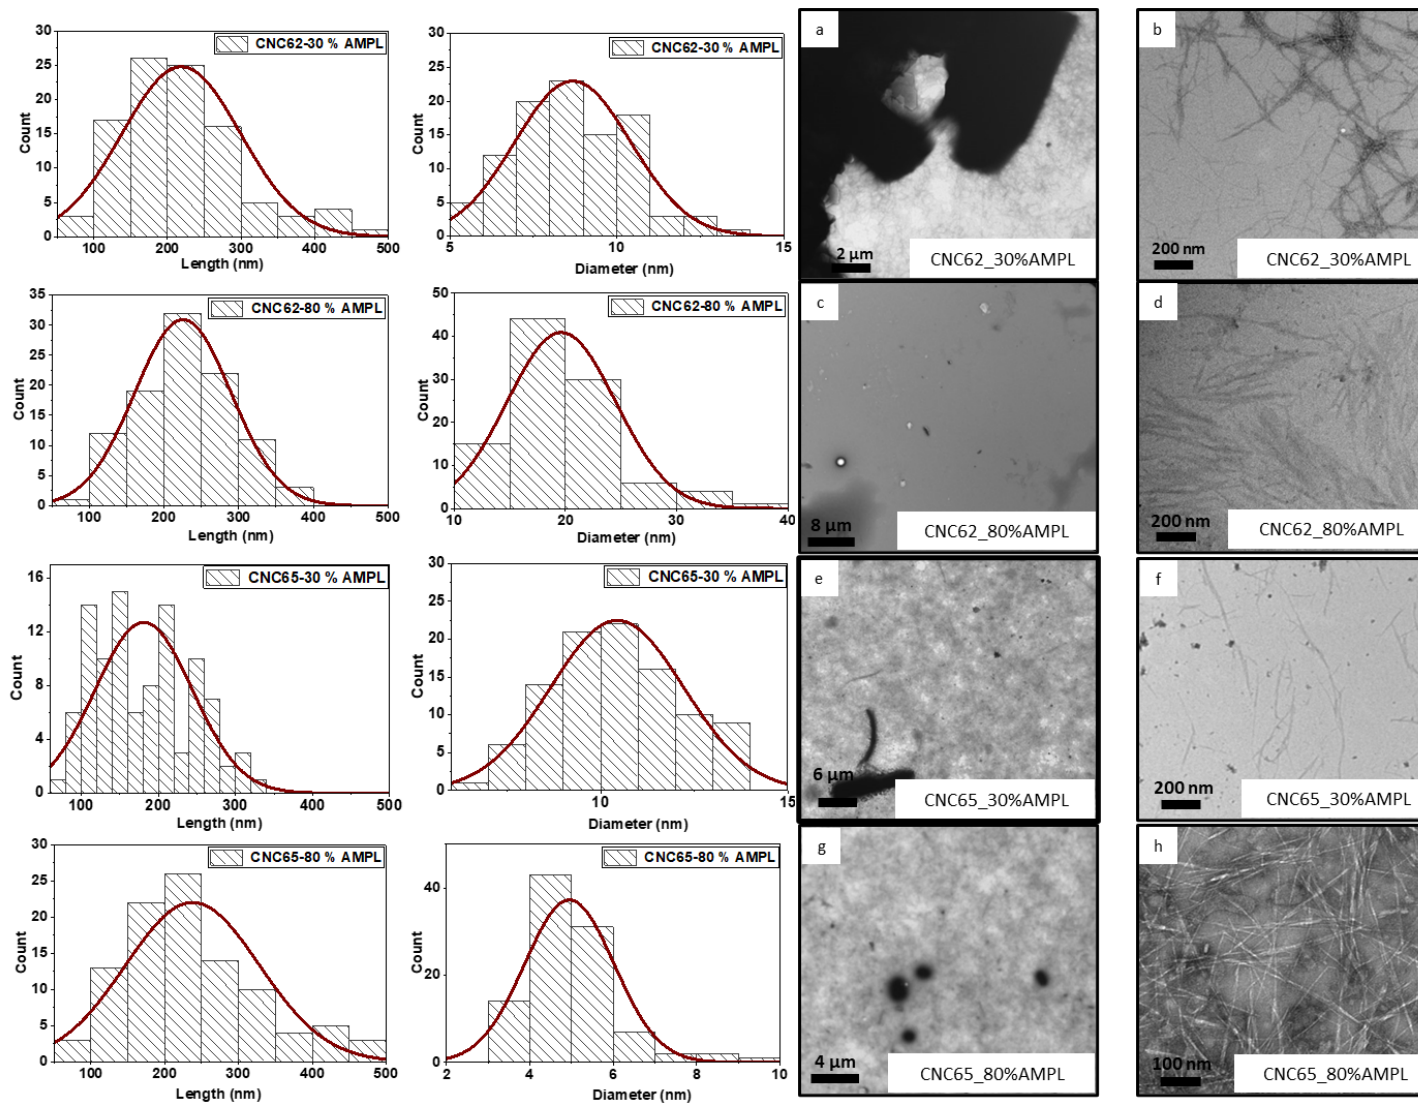 30
25
20
15
10
5
0
Count
CNC62-30 % AMPL
100 200 300 400 500
Length (nm)
30
25
20
15
10
5
0
Count
CNC62-30 % AMPL
5 10 15
Diameter (nm)
a
2 µm
CNC62_30%AMPL
b
200 nm
CNC62_30%AMPL
35
30
25
20
15
10
5
0
Count
CNC62-80 % AMPL
100 200 300 400 500
Length (nm)
50
40
30
20
10
0
Count
CNC62-80 % AMPL
10 20 30 40
Diameter (nm)
c
8 µm
CNC62_80%AMPL
d
200 nm
CNC62_80%AMPL
16
12
8
4
0
Count
CNC65-30 % AMPL
100 200 300 400 500
Length (nm)
30
25
20
15
10
5
0
Count
CNC65-30 % AMPL
10 15
Diameter (nm)
e
6 µm
CNC65_30%AMPL
f
200 nm
CNC65_30%AMPL
30
25
20
15
10
5
0
Count
CNC65-80 % AMPL
100 200 300 400 500
Length (nm)
40
20
0
Count
CNC65-80 % AMPL
2 4 6 8 10
Diameter (nm)
g
4 µm
CNC65_80%AMPL
h
100 nm
CNC65_80%AMPL